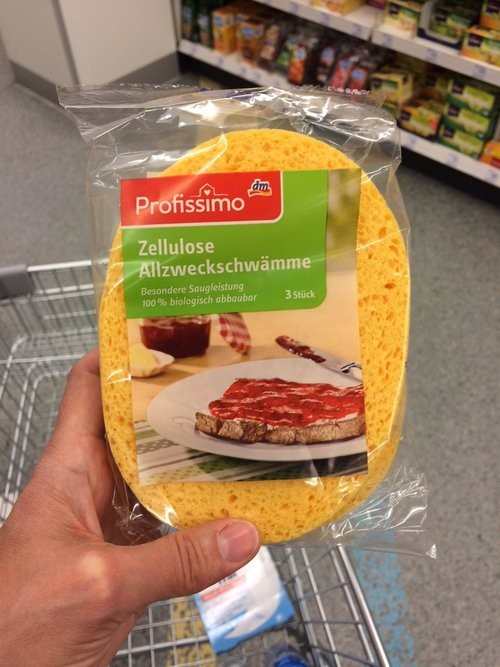 dm
Profissimo
Zellulose
Allzweckschwämme
Besondere Saugleistung
100% biologisch abbaubar
3 Stück